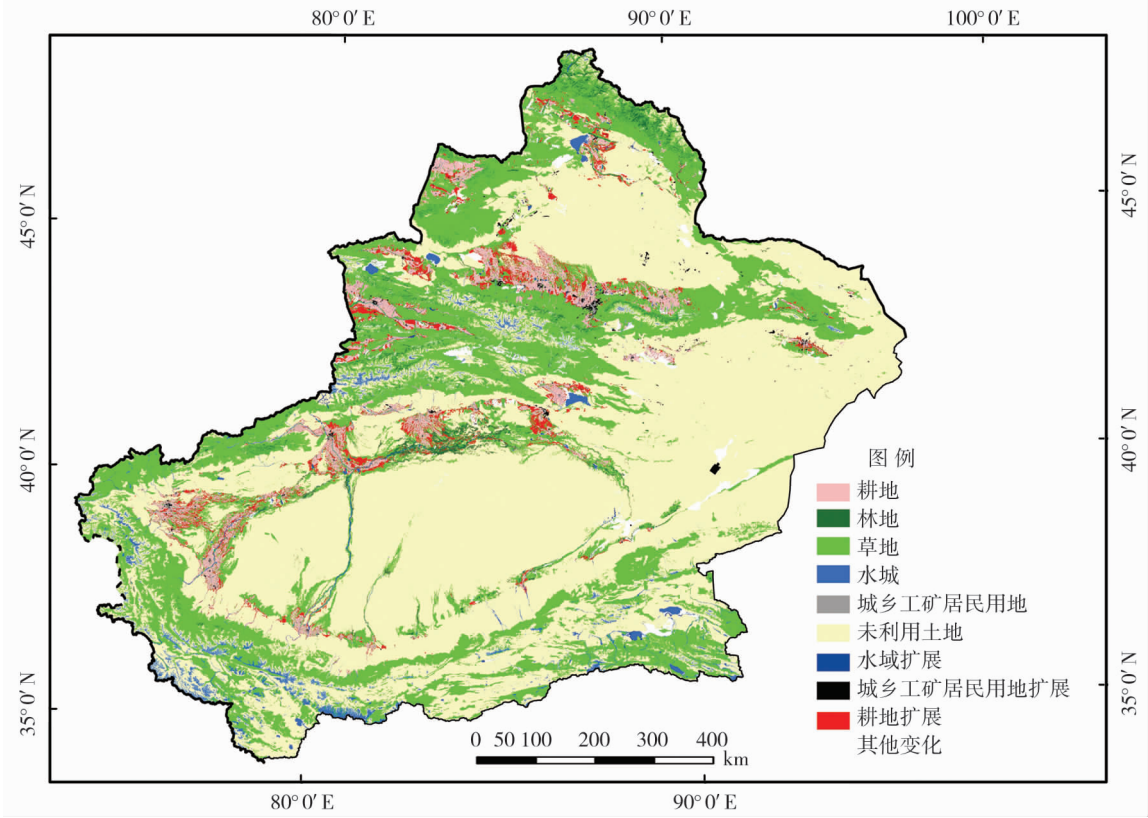 80° 0′ E
90° 0′ E
100° 0′ E
45° 0′ N
45° 0′ N
40° 0′ N
40° 0′ N
35° 0′ N
35° 0′ N
图 例
耕地
林地
草地
水城
城乡工矿居民用地
未利用土地
水域扩展
城乡工矿居民用地扩展
耕地扩展
其他变化
0 50 100 200 300 400
km
80° 0′ E
90° 0′ E